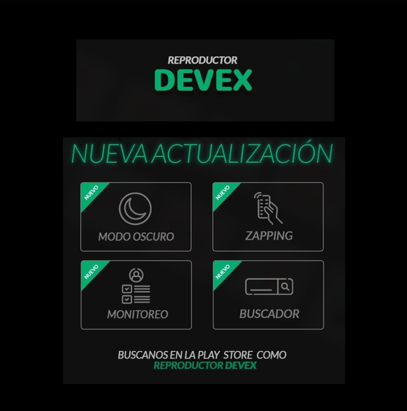 REPRODUCTOR
DEVEX
NUEVA ACTUALIZACIÓN
NUEVO
MODO OSCURO
NUEVO
ZAPPING
NUEVO
MONITOREO
NUEVO
BUSCADOR
BUSCANOS EN LA PLAY STORE COMO
REPRODUCTOR DEVEX